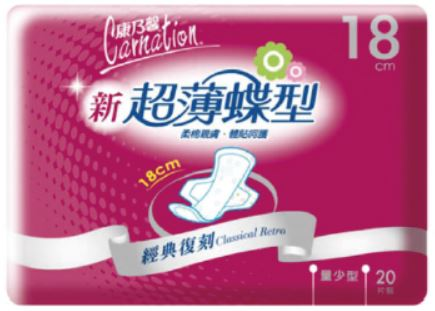 康乃馨
Carnation
18
cm
新超薄蝶型
柔棉親膚、體貼呵護
18cm
經典復刻 Classical Retro
量少型
20
片裝